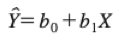 Ŷ = b₀ + b₁X